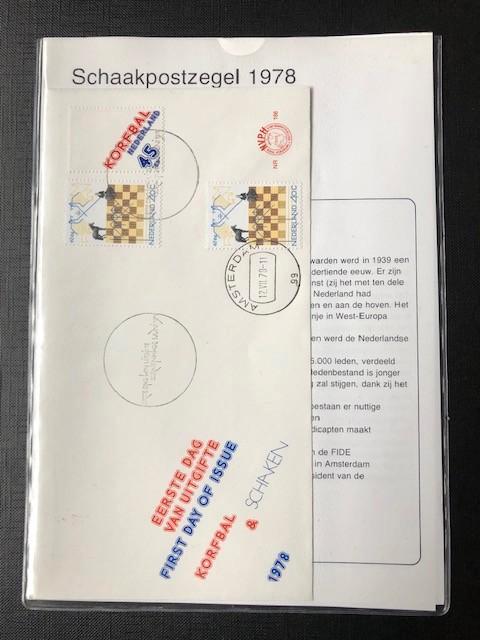 Schaakpostzegel 1978
KORFBAL
NEDERLAND
45
NEDERLAND 40c
NEDERLAND 40c
NVPH
NR 166
AMSTERDAM
12.VII.78-11
warden werd in 1939 een
dertiende eeuw. Er zijn
nst (zij het met ten dele
Nederland had
en en aan de hoven. Het
nje in West-Europa
en werd de Nederlandse
5.000 leden, verdeeld
edenbestand is jonger
g zal stijgen, dank zij het
bestaan er nuttige
en
dicapten maakt
n de FIDE
in Amsterdam
sident van de
EERSTE DAG
VAN UITGIFTE
FIRST DAY OF ISSUE
KORFBAL & SCHAKEN
1978